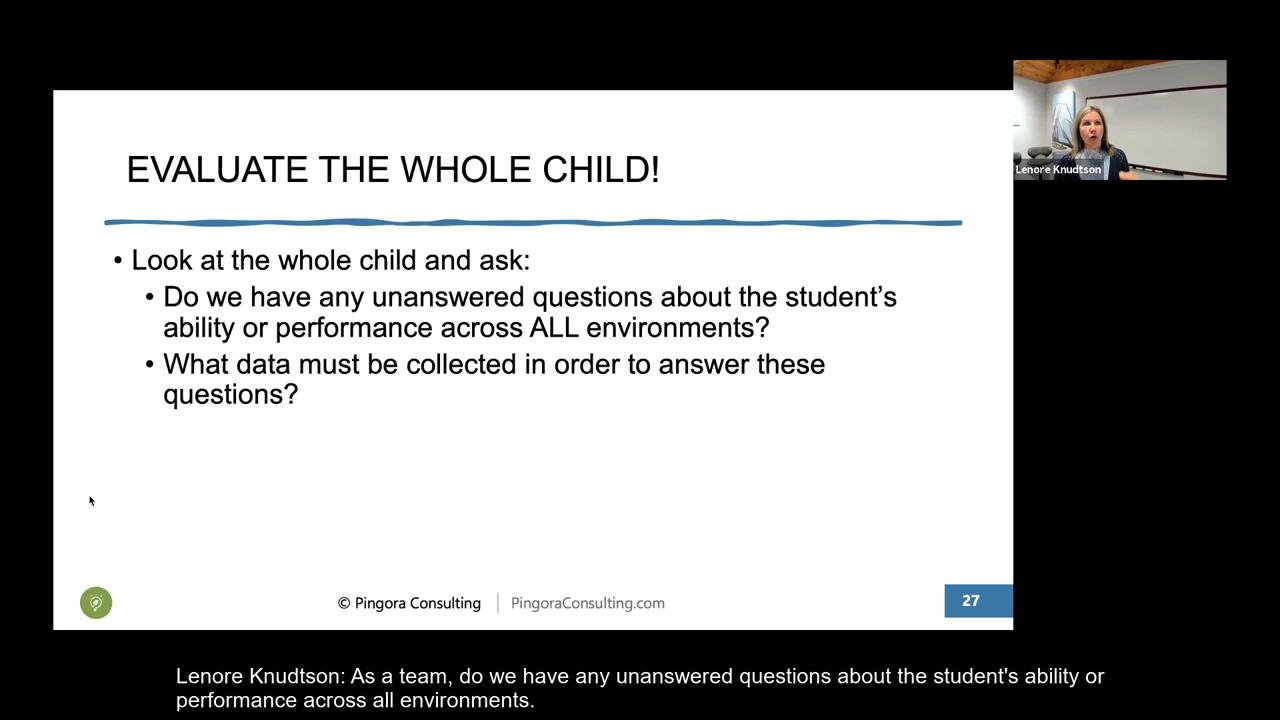 EVALUATE THE WHOLE CHILD!
• Look at the whole child and ask:
• Do we have any unanswered questions about the student’s
ability or performance across ALL environments?
• What data must be collected in order to answer these
questions?
© Pingora Consulting | PingoraConsulting.com
27
Lenore Knudtson
Lenore Knudtson: As a team, do we have any unanswered questions about the student's ability or
performance across all environments.